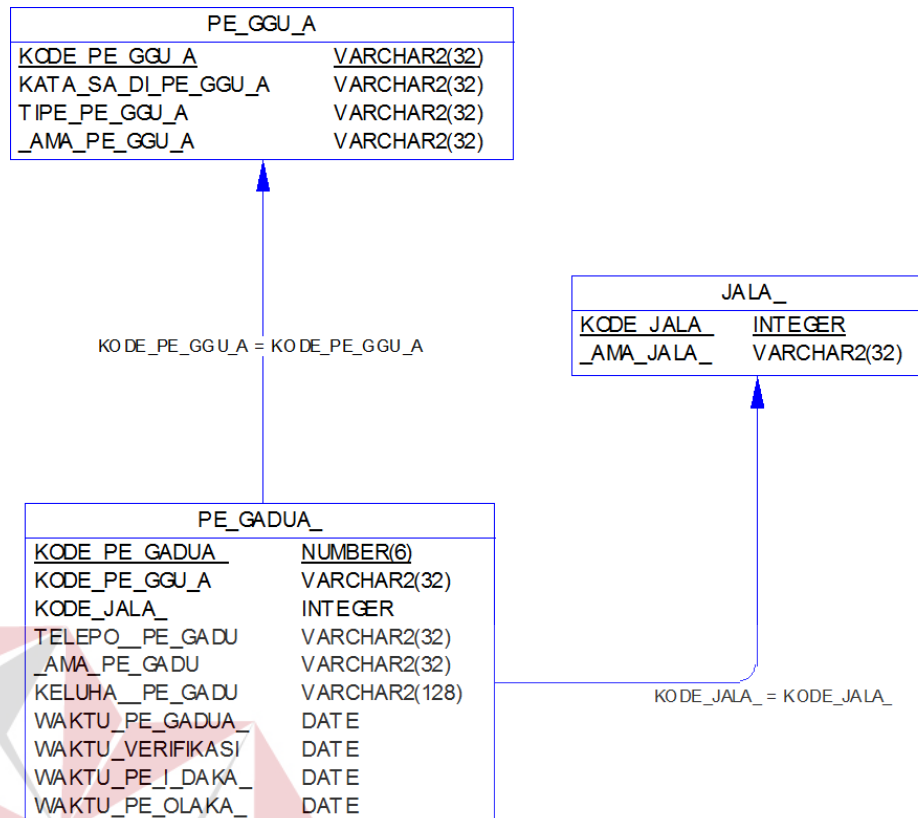 PE_GGU_A
KODE_PE_GGU_A VARCHAR2(32)
KATA_SA_DI_PE_GGU_A VARCHAR2(32)
TIPE_PE_GGU_A VARCHAR2(32)
_AMA_PE_GGU_A VARCHAR2(32)
JALA_
KODE_JALA_ INTEGER
_AMA_JALA_ VARCHAR2(32)
KODE_PE_GGU_A = KODE_PE_GGU_A
PE_GADUA_
KODE_PE_GADUA_ NUMBER(6)
KODE_PE_GGU_A VARCHAR2(32)
KODE_JALA_ INTEGER
TELEPO__PE_GADU VARCHAR2(32)
_AMA_PE_GADU VARCHAR2(32)
KELUHA__PE_GADU VARCHAR2(128)
WAKTU_PE_GADUA_ DATE
WAKTU_VERIFIKASI DATE
WAKTU_PE_I_DAKA_ DATE
WAKTU_PE_OLAKA_ DATE
KODE_JALA_ = KODE_JALA_